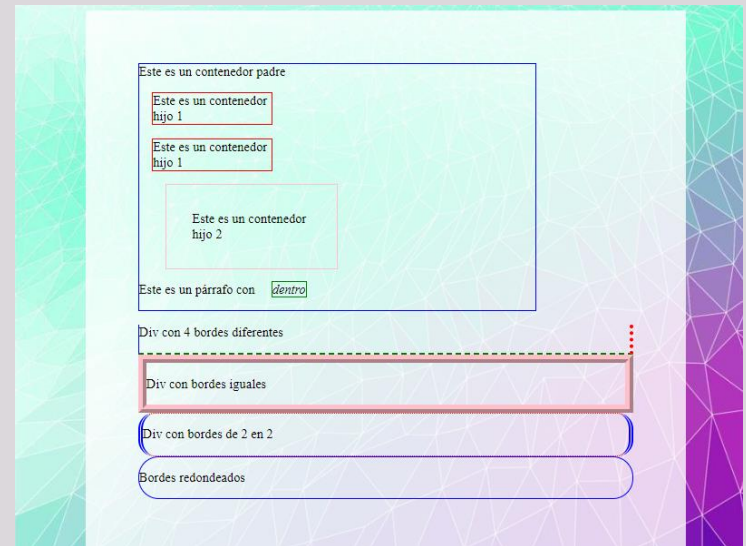 Este es un contenedor padre
Este es un contenedor
hijo 1
Este es un contenedor
hijo 1
Este es un contenedor
hijo 2
Este es un párrafo con dentro
Div con 4 bordes diferentes
Div con bordes iguales
Div con bordes de 2 en 2
Bordes redondeados